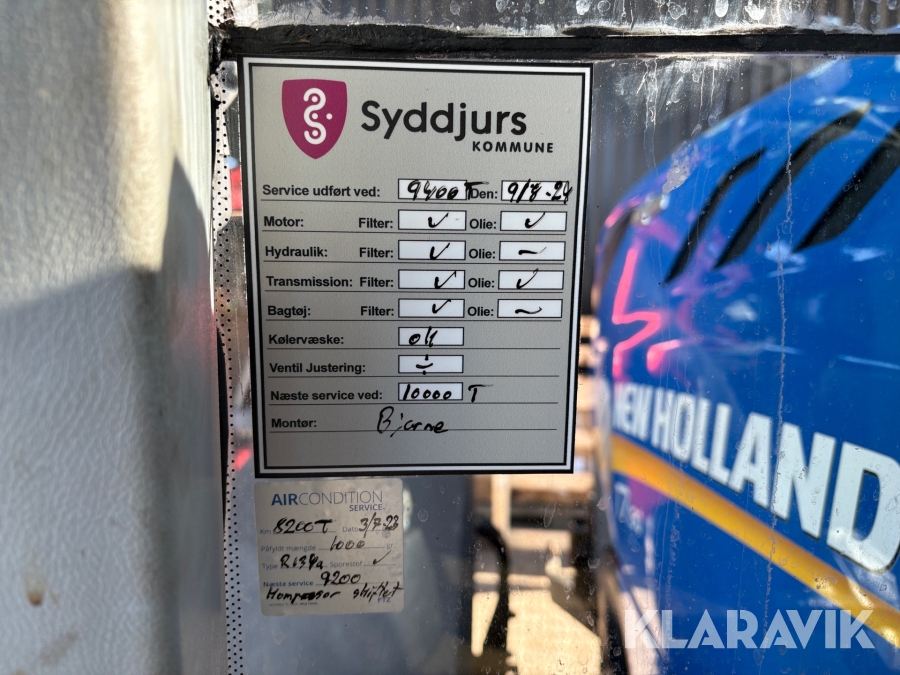 Syddjurs
KOMMUNE
Service udført ved: 9400 T Den: 9/7-24
Motor: Filter: ✓ Olie: ✓
Hydraulik: Filter: ✓ Olie: ~
Transmission: Filter: ✓ Olie: ✓
Bagtøj: Filter: ✓ Olie: ~
Kølervæske: ok
Ventil Justering: ÷
Næste service ved: 10000 T
Montør: Bjarne
AIRCONDITION
SERVICE
Km 8200T Dato 3/7-23
Påfyldt mængde 1000 gr
Type R134a Sporestof ✓
Næste service 9200
Kompressor skiftet
NEW HOLLAND
KLARAVIK